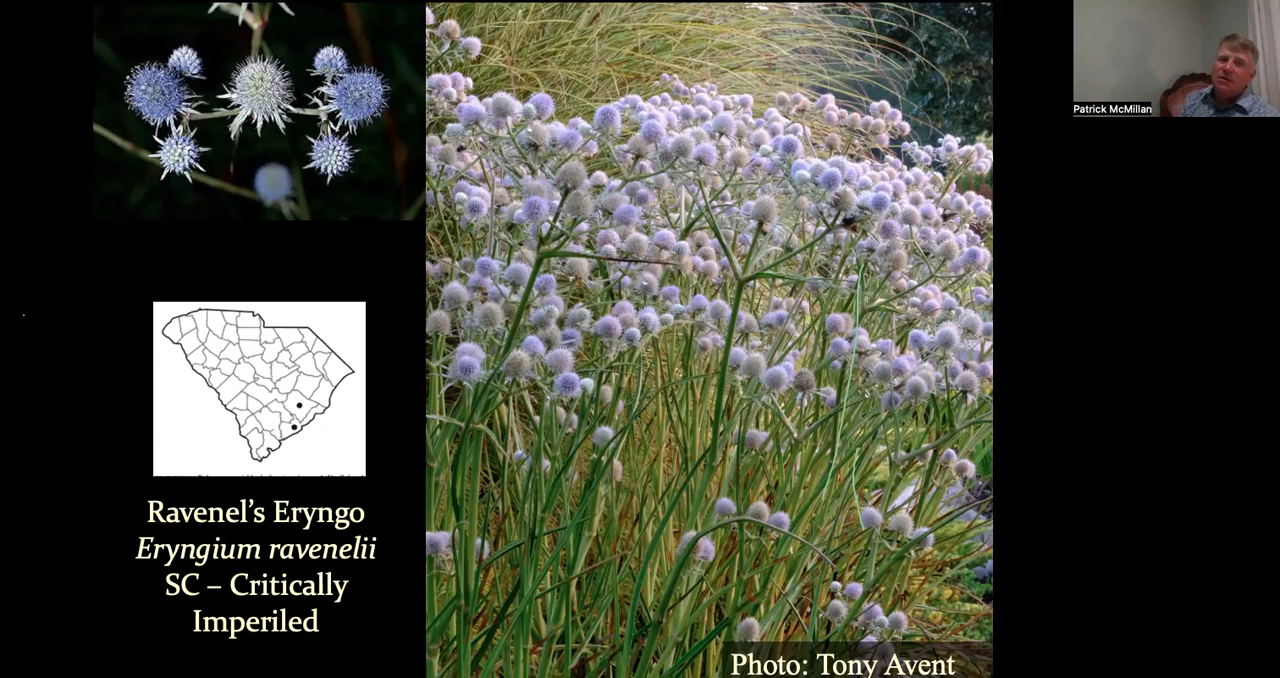 Patrick McMillan
Ravenel's Eryngo
Eryngium ravenelii
SC – Critically
Imperiled
Photo: Tony Avent